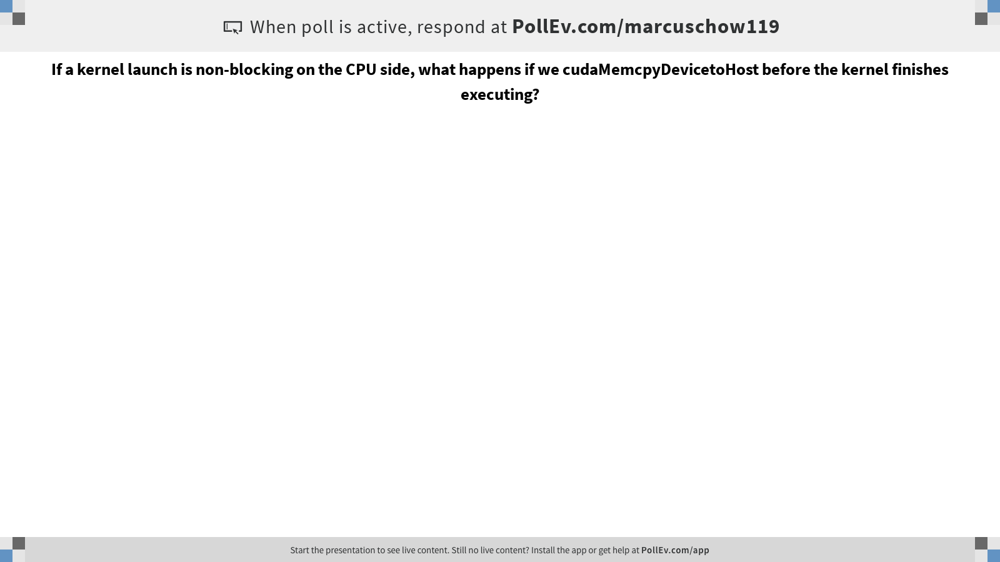 When poll is active, respond at PollEv.com/marcuschow119
If a kernel launch is non-blocking on the CPU side, what happens if we cudaMemcpyDevicetoHost before the kernel finishes
executing?
Start the presentation to see live content. Still no live content? Install the app or get help at PollEv.com/app